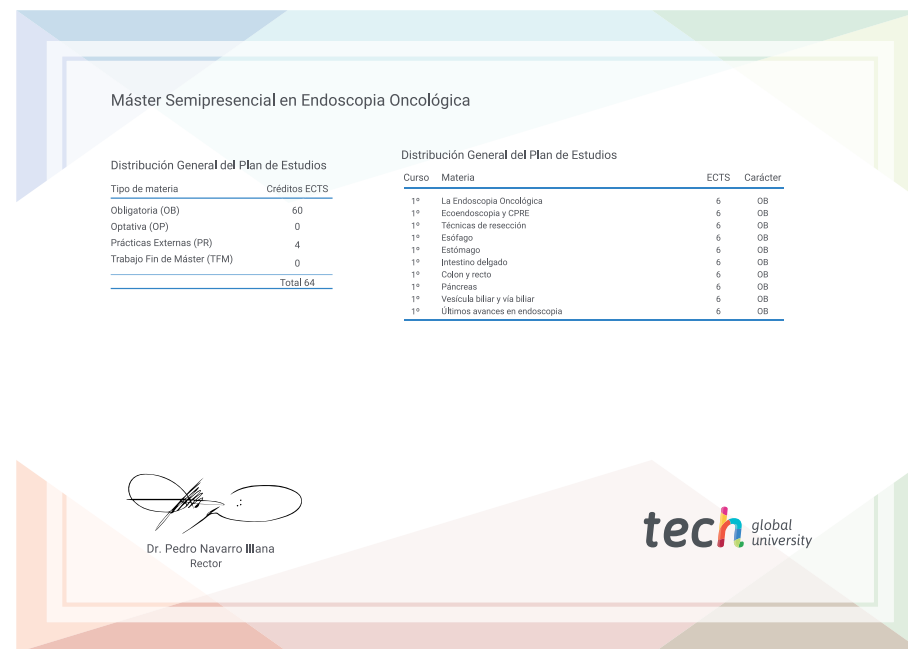 Máster Semipresencial en Endoscopia Oncológica
Distribución General del Plan de Estudios
Tipo de materia Créditos ECTS
Obligatoria (OB) 60
Optativa (OP) 0
Prácticas Externas (PR) 4
Trabajo Fin de Máster (TFM) 0
Total 64
Distribución General del Plan de Estudios
Curso Materia ECTS Carácter
1º La Endoscopia Oncológica 6 OB
1º Ecoendoscopia y CPRE 6 OB
1º Técnicas de resección 6 OB
1º Esófago 6 OB
1º Estómago 6 OB
1º Intestino delgado 6 OB
1º Colon y recto 6 OB
1º Páncreas 6 OB
1º Vesícula biliar y vía biliar 6 OB
1º Últimos avances en endoscopia 6 OB
Dr. Pedro Navarro Illana
Rector
tech global
university